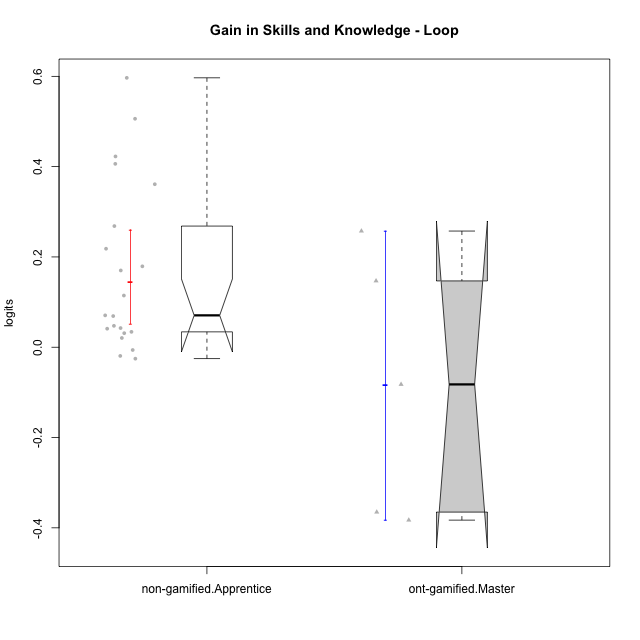 Gain in Skills and Knowledge - Loop
logits
0.6
0.4
0.2
0.0
-0.2
-0.4
non-gamified.Apprentice
ont-gamified.Master